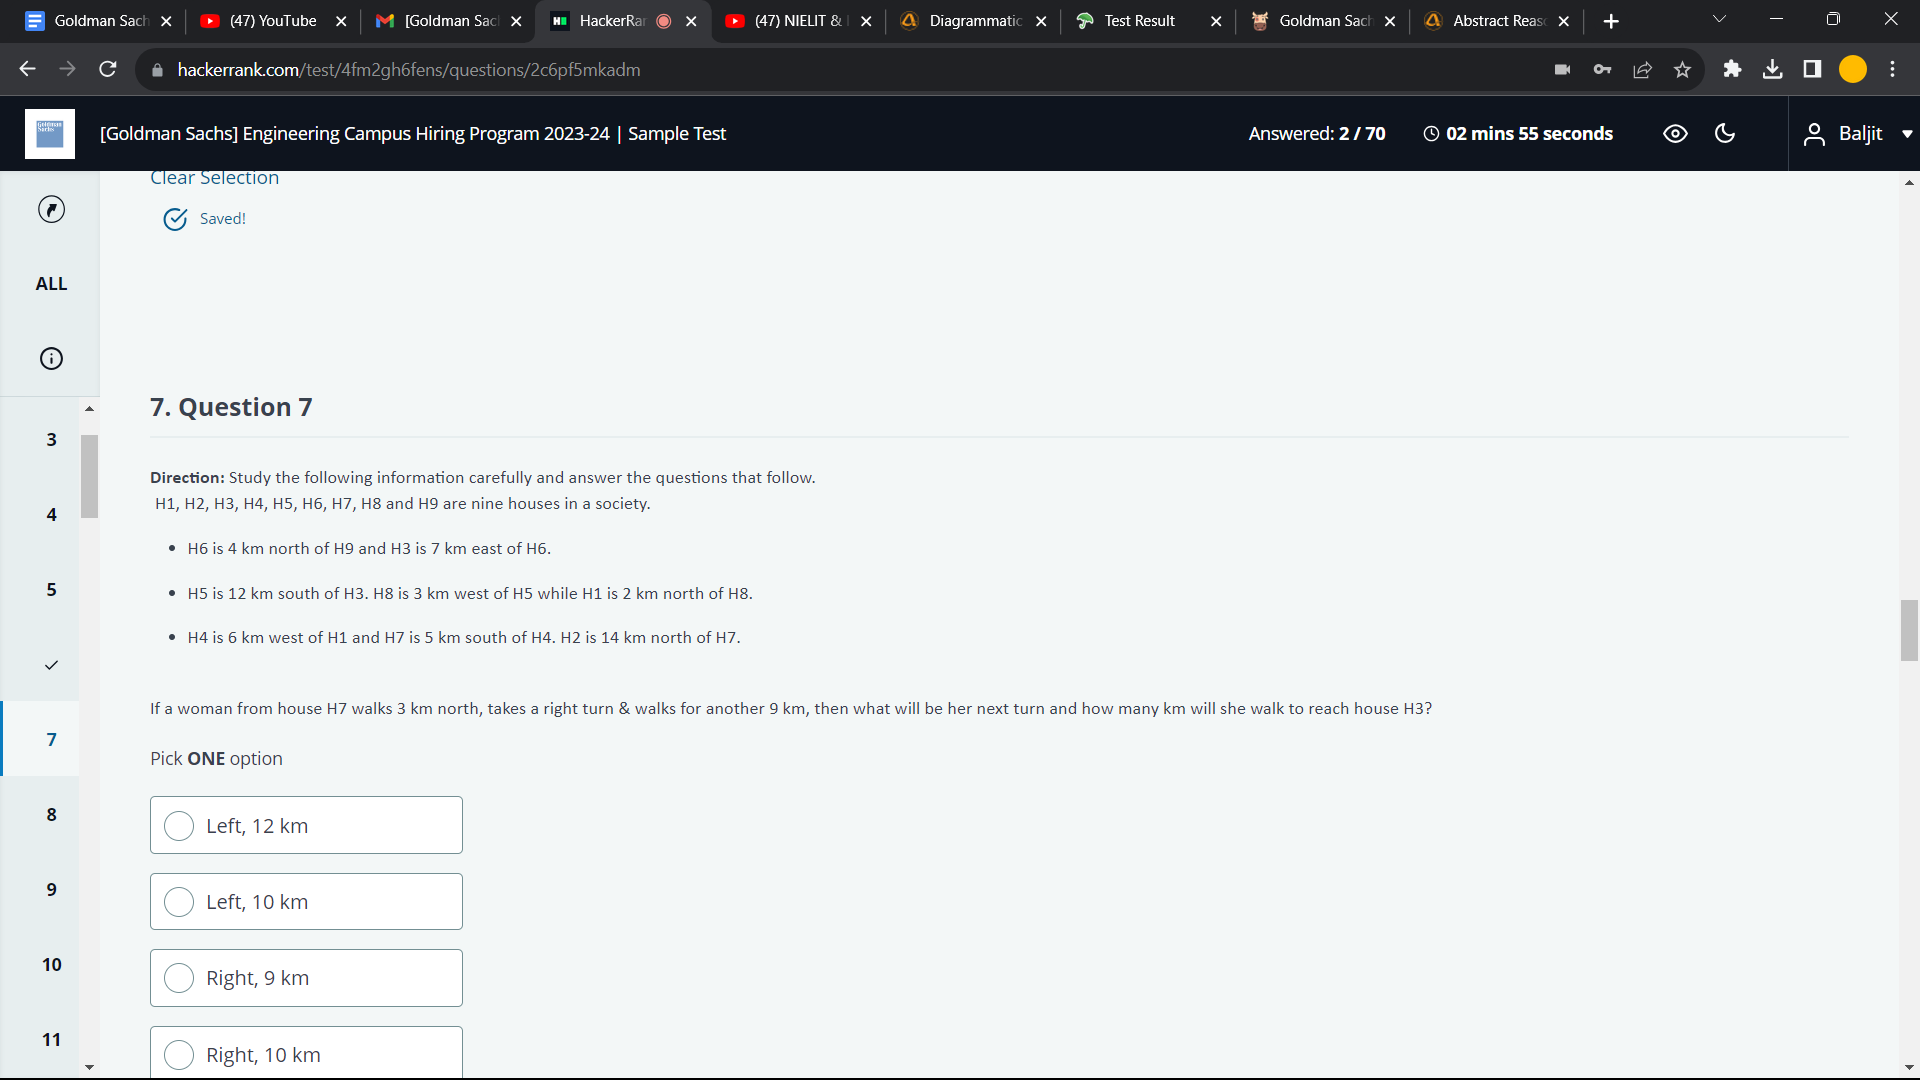 Goldman Sach
(47) YouTube
[Goldman Sac
HackerRar
(47) NIELIT &
Diagrammatic
Test Result
Goldman Sach
Abstract Reaso
hackerrank.com/test/4fm2gh6fens/questions/2c6pf5mkadm
Goldman
Sachs
[Goldman Sachs] Engineering Campus Hiring Program 2023-24 | Sample Test
Answered: 2 / 70
02 mins 55 seconds
Baljit
Clear Selection
Saved!
ALL
3
4
5
7
8
9
10
11
7. Question 7
Direction: Study the following information carefully and answer the questions that follow.
H1, H2, H3, H4, H5, H6, H7, H8 and H9 are nine houses in a society.
• H6 is 4 km north of H9 and H3 is 7 km east of H6.
• H5 is 12 km south of H3. H8 is 3 km west of H5 while H1 is 2 km north of H8.
• H4 is 6 km west of H1 and H7 is 5 km south of H4. H2 is 14 km north of H7.
If a woman from house H7 walks 3 km north, takes a right turn & walks for another 9 km, then what will be her next turn and how many km will she walk to reach house H3?
Pick ONE option
Left, 12 km
Left, 10 km
Right, 9 km
Right, 10 km